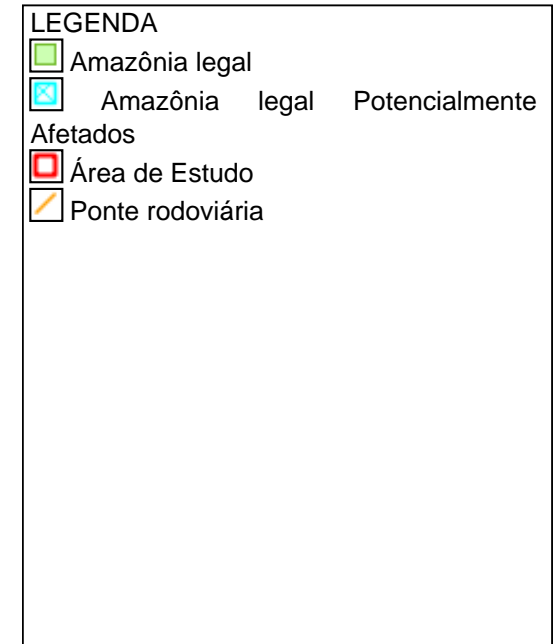 LEGENDA
Amazônia legal
Amazônia legal Potencialmente
Afetados
Área de Estudo
Ponte rodoviária